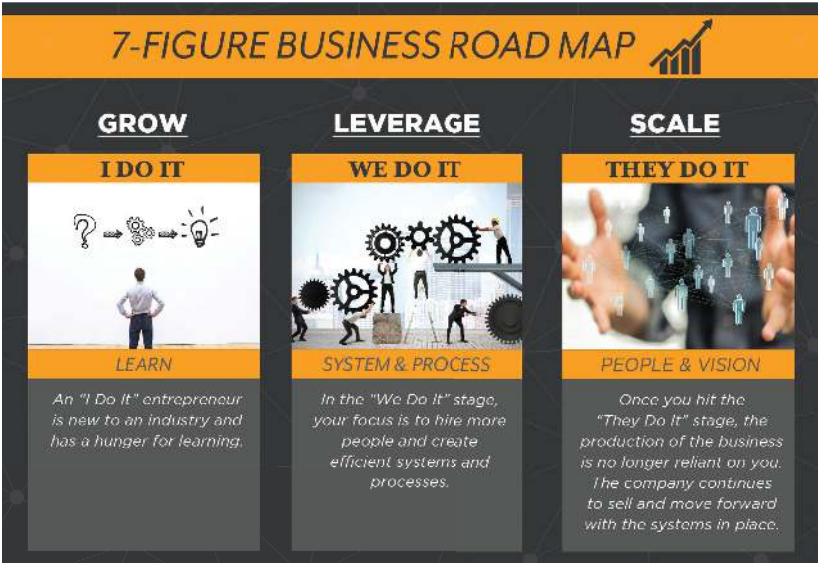 7-FIGURE BUSINESS ROAD MAP
GROW
I DO IT
LEARN
An “I Do It” entrepreneur
is new to an industry and
has a hunger for learning.
LEVERAGE
WE DO IT
SYSTEM & PROCESS
In the “We Do It” stage,
your focus is to hire more
people and create
efficient systems and
processes.
SCALE
THEY DO IT
PEOPLE & VISION
Once you hit the
“They Do It” stage, the
production of the business
is no longer reliant on you.
The company continues
to sell and move forward
with the systems in place.